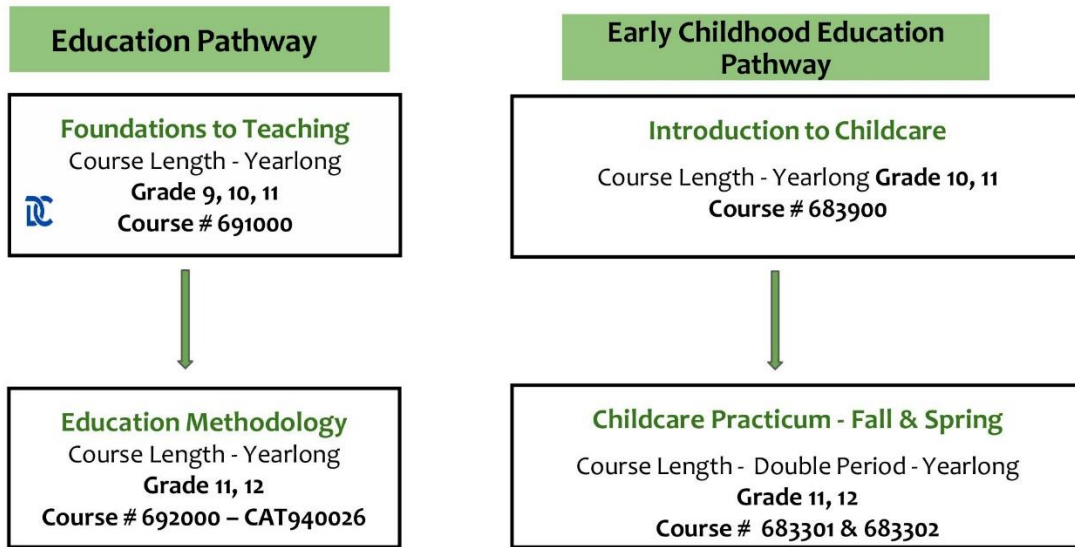 Education Pathway
Foundations to Teaching
Course Length - Yearlong
Grade 9, 10, 11
DC
Course # 691000
Education Methodology
Course Length - Yearlong
Grade 11, 12
Course # 692000 – CAT940026
Early Childhood Education
Pathway
Introduction to Childcare
Course Length - Yearlong Grade 10, 11
Course # 683900
Childcare Practicum - Fall & Spring
Course Length -  Double Period - Yearlong
Grade 11, 12
Course #  683301 & 683302